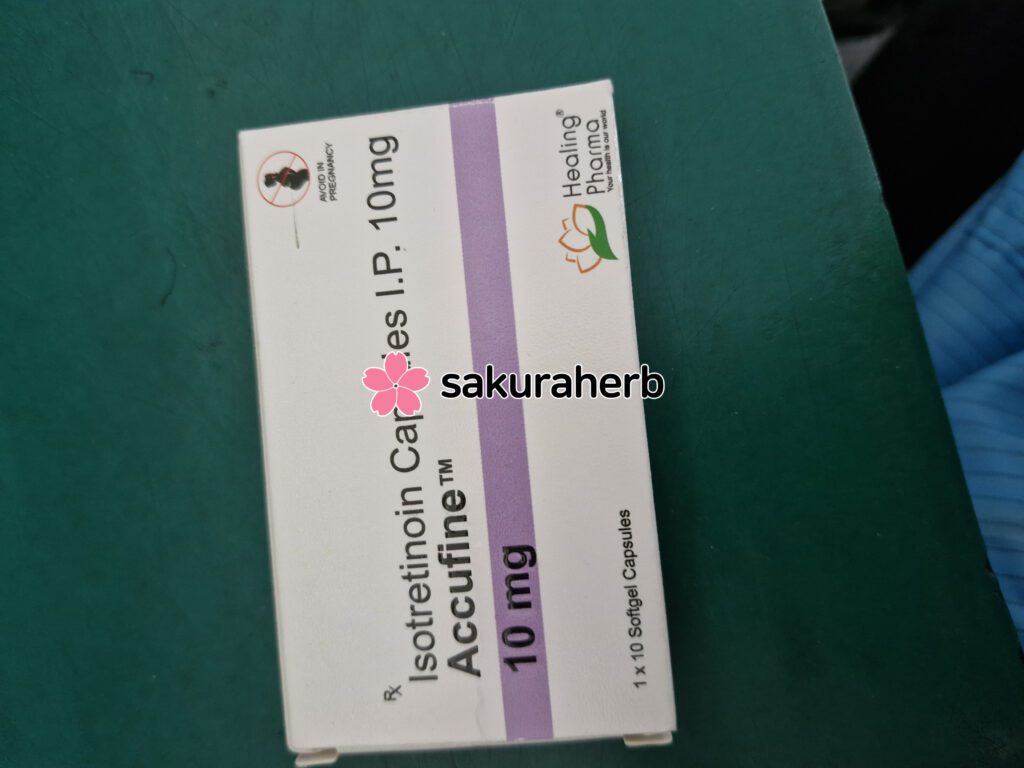 AVOID IN
PREGNANCY
Rx
Isotretinoin Capsules I.P. 10mg
Accufine™
10 mg
Healing®
Pharma
Your health is our world
1 x 10 Softgel Capsules
sakuraherb